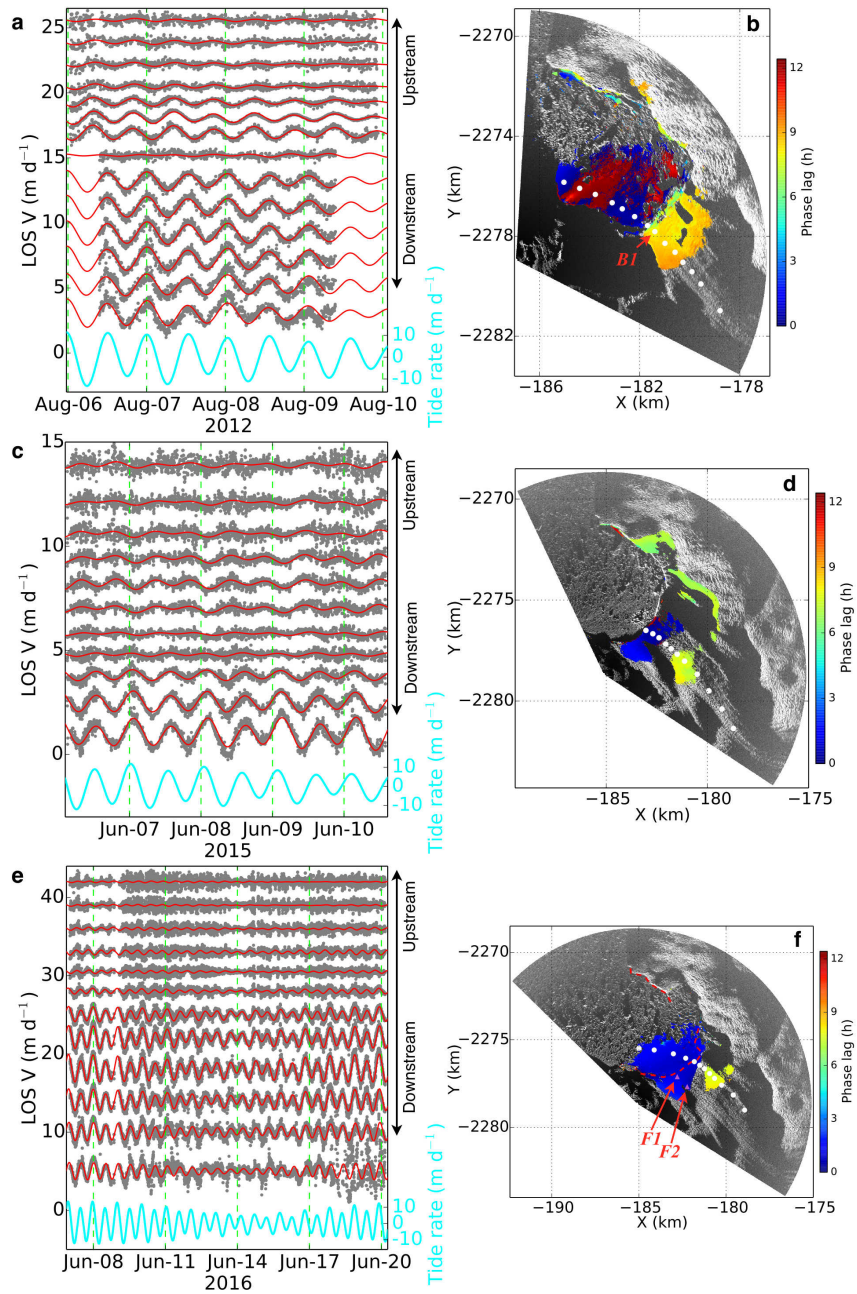 a
25
20
15
10
5
0
LOS V (m d⁻¹)
Upstream
Downstream
10
0
-10
Tide rate (m d⁻¹)
Aug-06
Aug-07
Aug-08
Aug-09
Aug-10
2012
b
−2270
−2274
−2278
−2282
Y (km)
B1
−186
−182
−178
X (km)
12
9
6
3
0
Phase lag (h)
c
15
10
5
0
LOS V (m d⁻¹)
Upstream
Downstream
10
0
-10
Tide rate (m d⁻¹)
Jun-07
Jun-08
Jun-09
Jun-10
2015
d
−2270
−2275
−2280
Y (km)
−185
−180
−175
X (km)
12
9
6
3
0
Phase lag (h)
e
40
30
20
10
0
LOS V (m d⁻¹)
Upstream
Downstream
10
0
-10
Tide rate (m d⁻¹)
Jun-08
Jun-11
Jun-14
Jun-17
Jun-20
2016
f
−2270
−2275
−2280
Y (km)
F1
F2
−190
−185
−180
−175
X (km)
12
9
6
3
0
Phase lag (h)